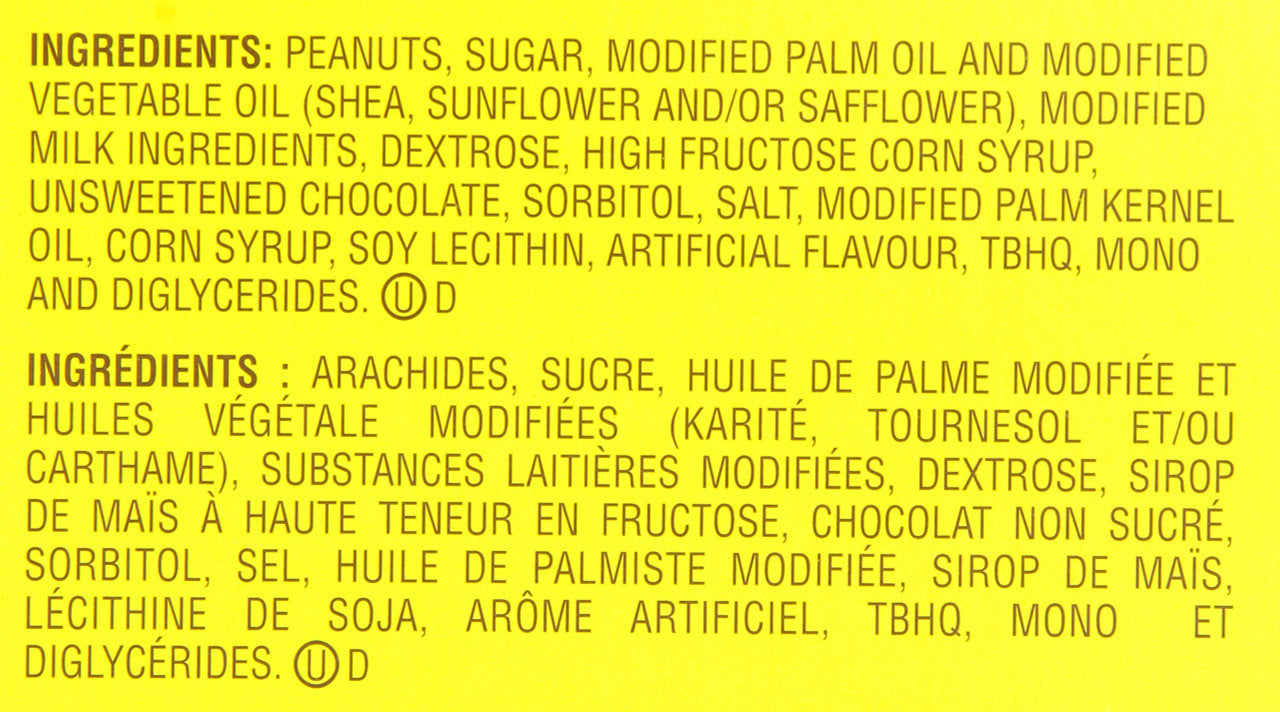 INGREDIENTS: PEANUTS, SUGAR, MODIFIED PALM OIL AND MODIFIED
VEGETABLE OIL (SHEA, SUNFLOWER AND/OR SAFFLOWER), MODIFIED
MILK INGREDIENTS, DEXTROSE, HIGH FRUCTOSE CORN SYRUP,
UNSWEETENED CHOCOLATE, SORBITOL, SALT, MODIFIED PALM KERNEL
OIL, CORN SYRUP, SOY LECITHIN, ARTIFICIAL FLAVOUR, TBHQ, MONO
AND DIGLYCERIDES. Ⓤ D
INGRÉDIENTS : ARACHIDES, SUCRE, HUILE DE PALME MODIFIÉE ET
HUILES VÉGÉTALE MODIFIÉES (KARITÉ, TOURNESOL ET/OU
CARTHAME), SUBSTANCES LAITIÈRES MODIFIÉES, DEXTROSE, SIROP
DE MAÏS À HAUTE TENEUR EN FRUCTOSE, CHOCOLAT NON SUCRÉ,
SORBITOL, SEL, HUILE DE PALMISTE MODIFIÉE, SIROP DE MAÏS,
LÉCITHINE DE SOJA, ARÔME ARTIFICIEL, TBHQ, MONO ET
DIGLYCÉRIDES. Ⓤ D